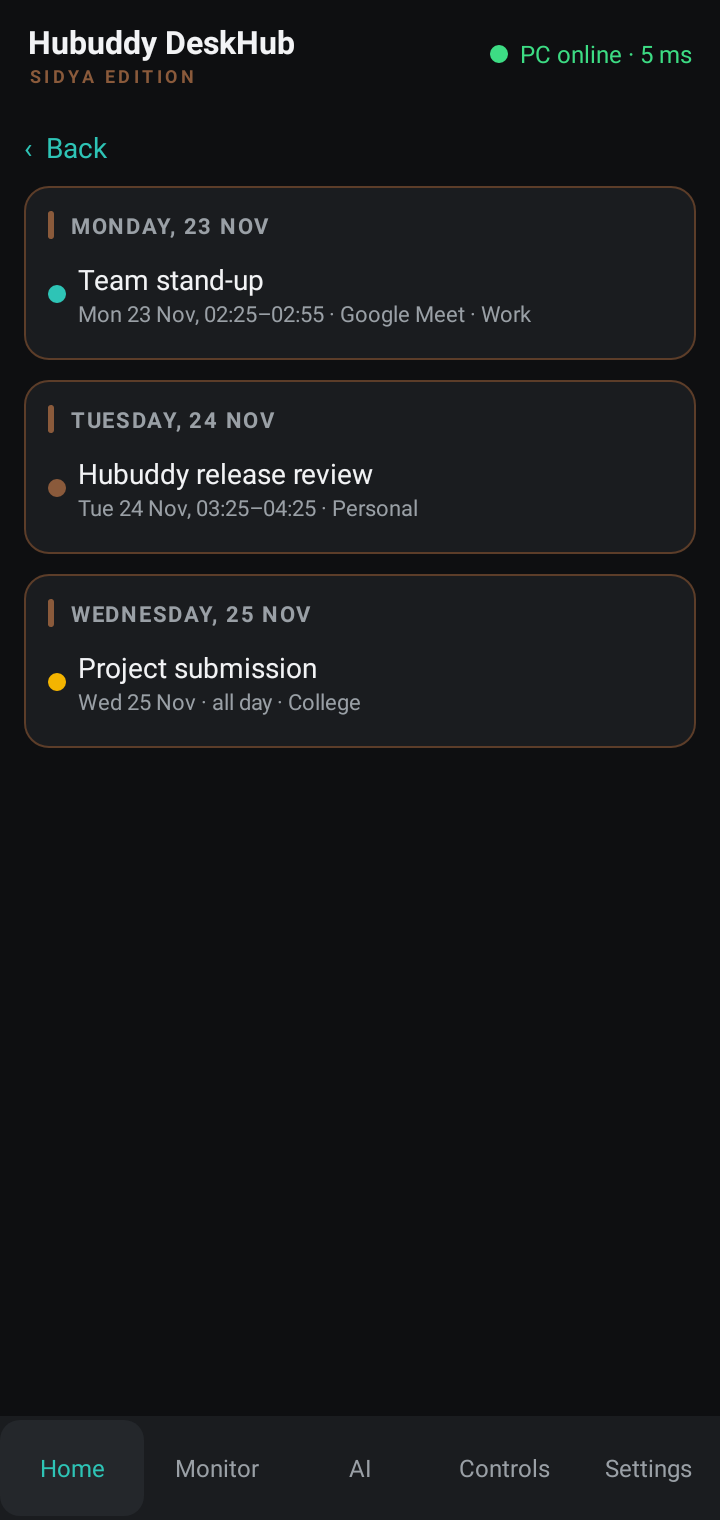 Hubuddy DeskHub
SIDYA EDITION
PC online · 5 ms
‹ Back
MONDAY, 23 NOV
Team stand-up
Mon 23 Nov, 02:25–02:55 · Google Meet · Work
TUESDAY, 24 NOV
Hubuddy release review
Tue 24 Nov, 03:25–04:25 · Personal
WEDNESDAY, 25 NOV
Project submission
Wed 25 Nov · all day · College
Home Monitor AI Controls Settings